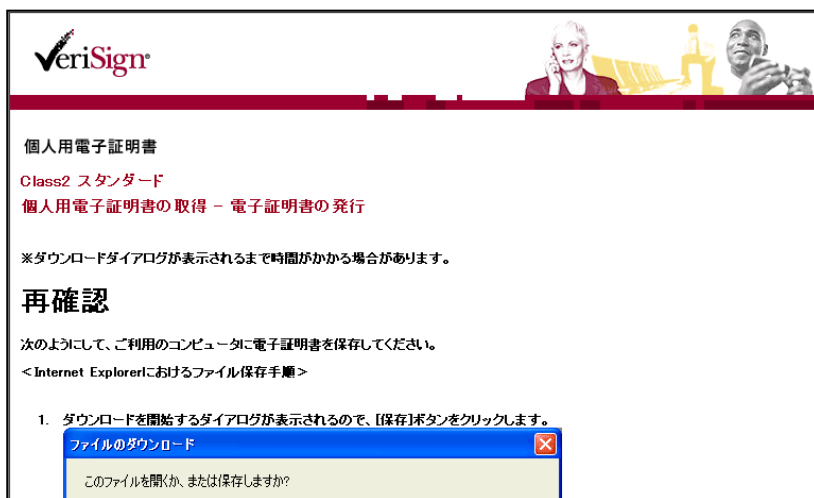 VeriSign®
個人用電子証明書
Class2 スタンダード
個人用電子証明書の取得 − 電子証明書の発行
※ダウンロードダイアログが表示されるまで時間がかかる場合があります。
再確認
次のようにして、ご利用のコンピュータに電子証明書を保存してください。
<Internet Explorerにおけるファイル保存手順>
1. ダウンロードを開始するダイアログが表示されるので、[保存]ボタンをクリックします。
ファイルのダウンロード
このファイルを開くか、または保存しますか?